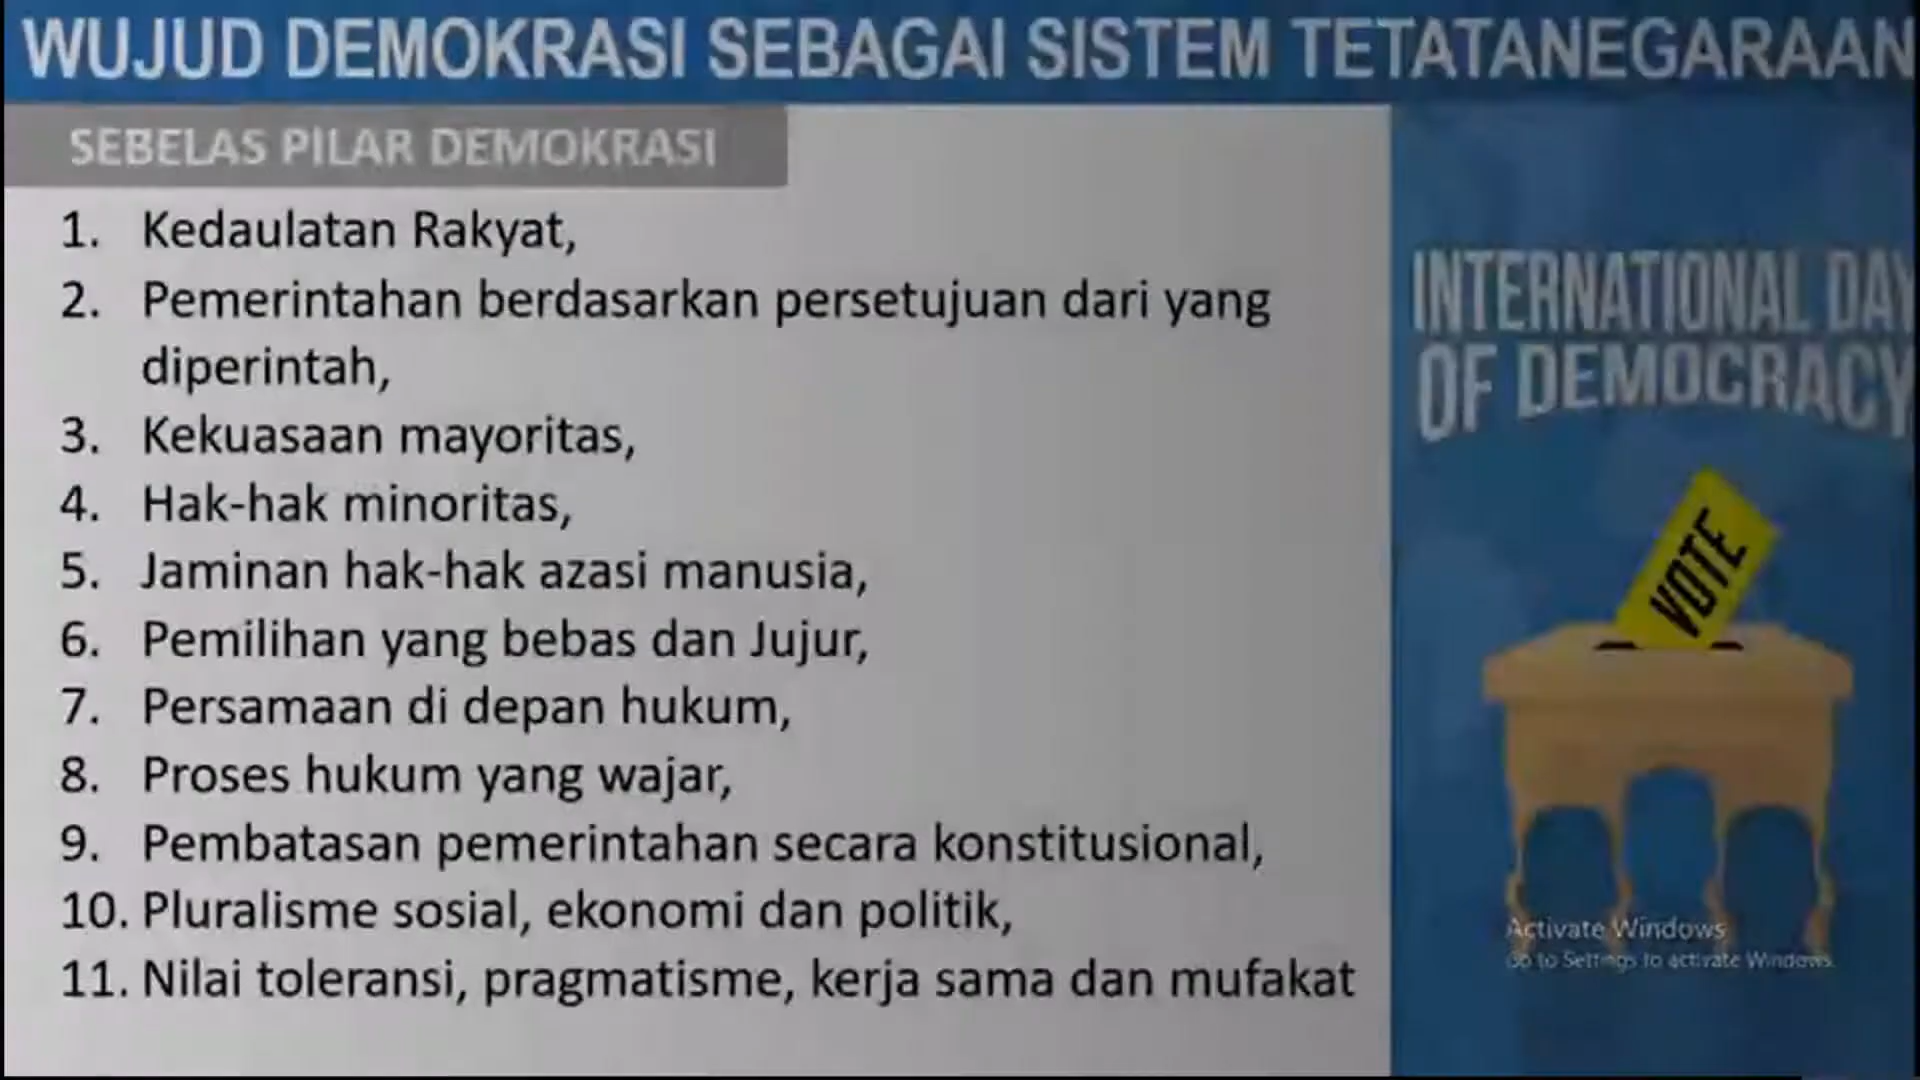 WUJUD DEMOKRASI SEBAGAI SISTEM TETATANEGARAAN
SEBELAS PILAR DEMOKRASI
1. Kedaulatan Rakyat,
2. Pemerintahan berdasarkan persetujuan dari yang
diperintah,
3. Kekuasaan mayoritas,
4. Hak-hak minoritas,
5. Jaminan hak-hak azasi manusia,
6. Pemilihan yang bebas dan Jujur,
7. Persamaan di depan hukum,
8. Proses hukum yang wajar,
9. Pembatasan pemerintahan secara konstitusional,
10. Pluralisme sosial, ekonomi dan politik,
11. Nilai toleransi, pragmatisme, kerja sama dan mufakat
INTERNATIONAL DAY
OF DEMOCRACY
VOTE
Activate Windows
Go to Settings to activate Windows.